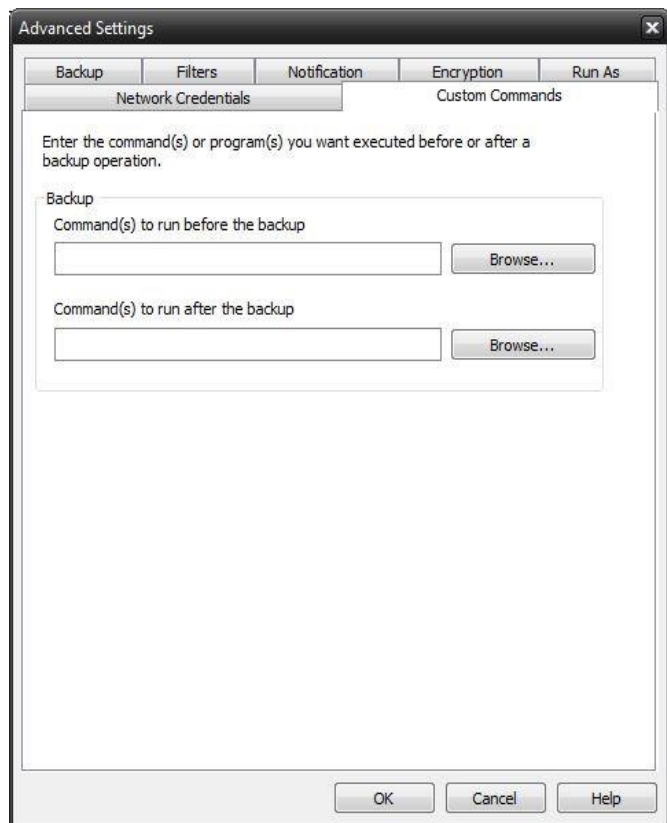 Advanced Settings
Backup Filters Notification Encryption Run As
Network Credentials Custom Commands
Enter the command(s) or program(s) you want executed before or after a
backup operation.
Backup
Command(s) to run before the backup
Browse...
Command(s) to run after the backup
Browse...
OK Cancel Help